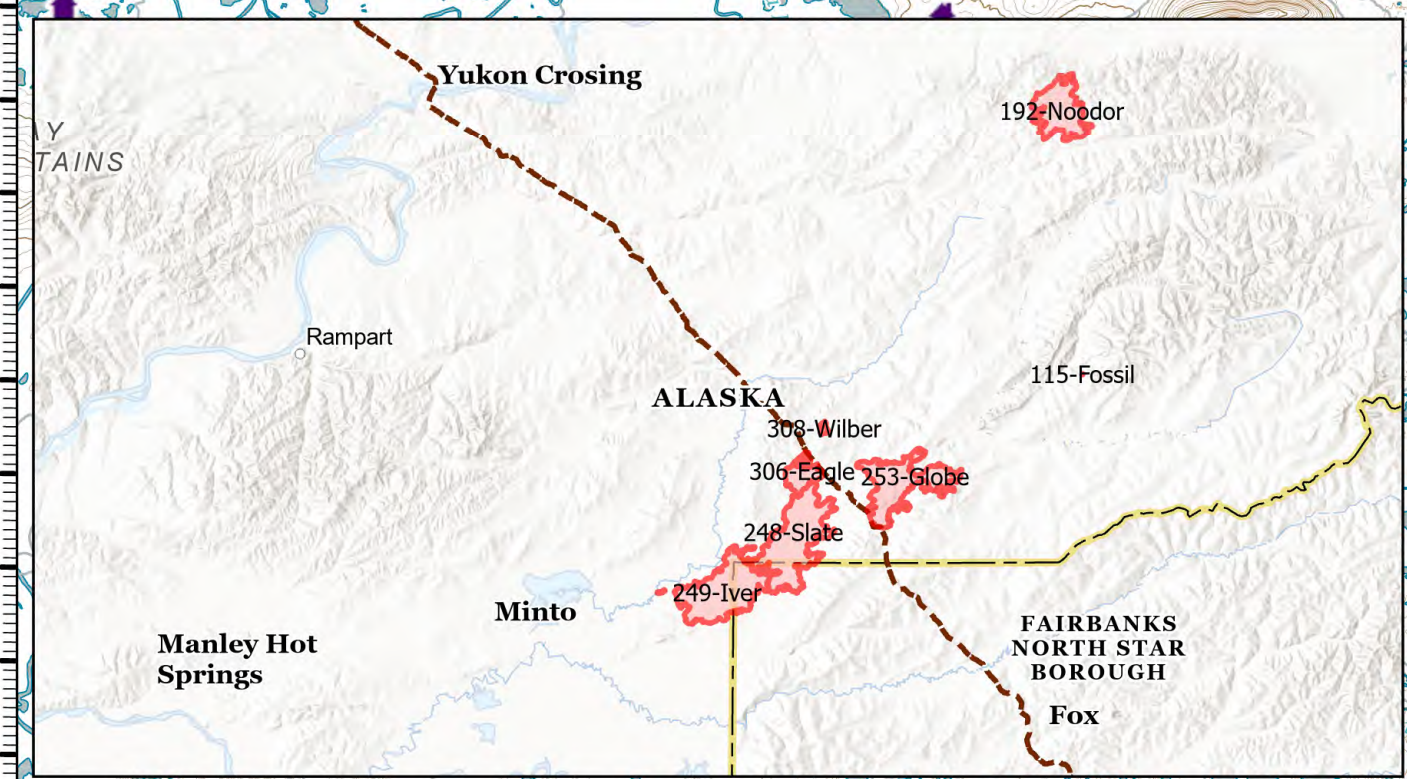 Yukon Crosing
192-Noodor
AY
TAINS
Rampart
115-Fossil
ALASKA
308-Wilber
306-Eagle
253-Globe
248-Slate
249-Iver
Minto
Manley Hot
Springs
FAIRBANKS
NORTH STAR
BOROUGH
Fox